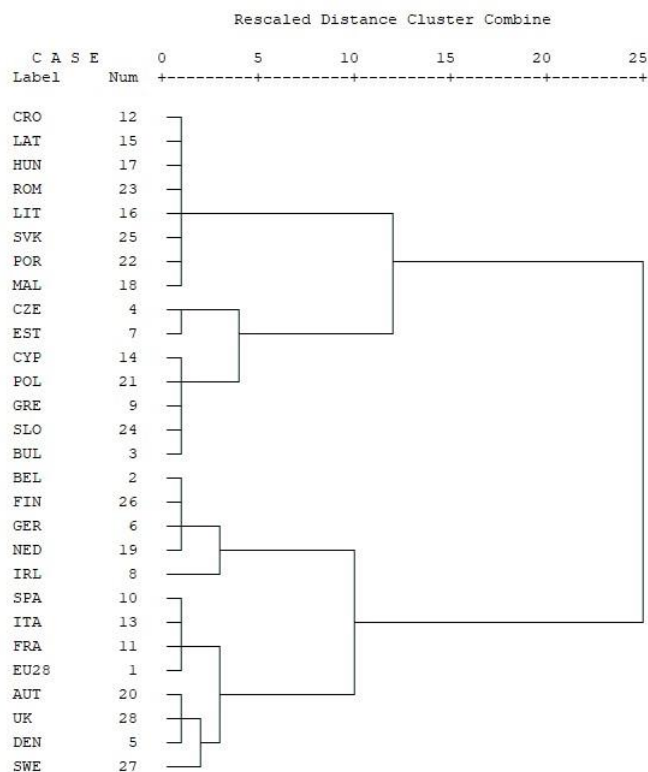 Rescaled Distance Cluster Combine
C A S E 0 5 10 15 20 25
Label Num +---------+---------+---------+---------+---------+
CRO 12
LAT 15
HUN 17
ROM 23
LIT 16
SVK 25
POR 22
MAL 18
CZE 4
EST 7
CYP 14
POL 21
GRE 9
SLO 24
BUL 3
BEL 2
FIN 26
GER 6
NED 19
IRL 8
SPA 10
ITA 13
FRA 11
EU28 1
AUT 20
UK 28
DEN 5
SWE 27